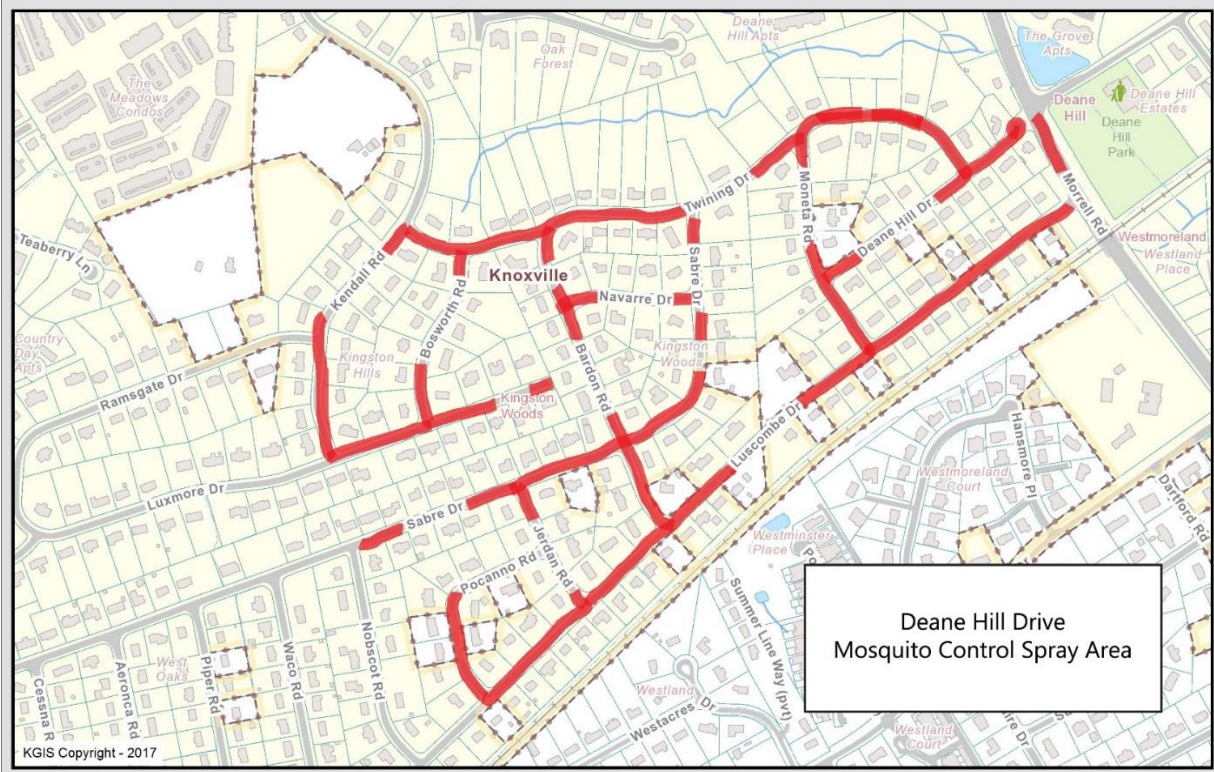 The
Meadows
Condos
Oak
Forest
Deane
Hill Apts
The Grove
Apts
Deane
Hill
Deane Hill
Estates
Deane
Hill
Park
Morrell Rd
Westmoreland
Westland
Place
Twining Dr
Moneta Rd
Deane Hill Dr
Teaberry Ln
Kendall Rd
Knoxville
Bosworth Rd
Navarre Dr
Sabre Dr
Country
Day
Apts
Kingston
Hills
Kingston
Woods
Ramsgate Dr
Bardon Rd
Kingston
Woods
Luscombe Dr
Hansmore Pl
Luxmore Dr
Westmoreland
Court
Dartford Rd
Sabre Dr
Westminster
Place
Pocanno Rd
Jerdan Rd
Summer Line Way (pvt)
Nobscot Rd
Waco Rd
Piper Rd
Aeronca Rd
Cessna R
West
Oaks
Westland
Westacres Dr
Westland
Court
Deane Hill Drive
Mosquito Control Spray Area
KGIS Copyright - 2017